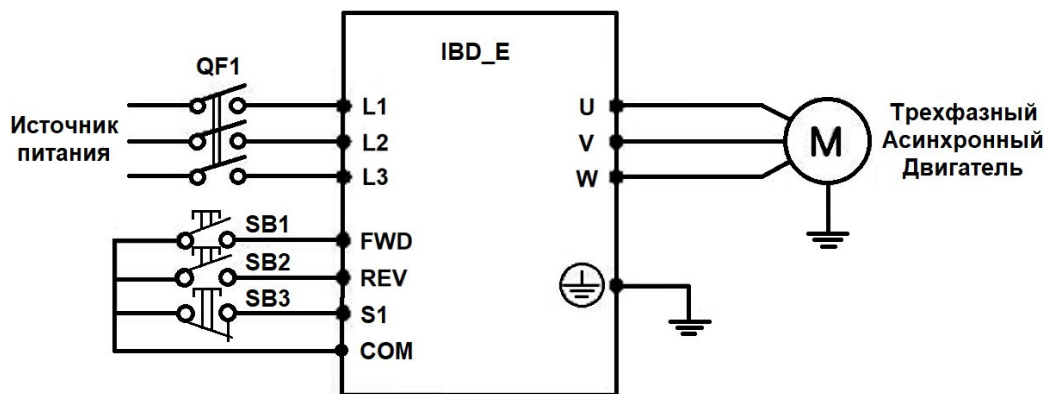 IBD_E
QF1
Источник
питания
L1
L2
L3
U
V
W
M
Трехфазный
Асинхронный
Двигатель
SB1
FWD
SB2
REV
SB3
S1
COM